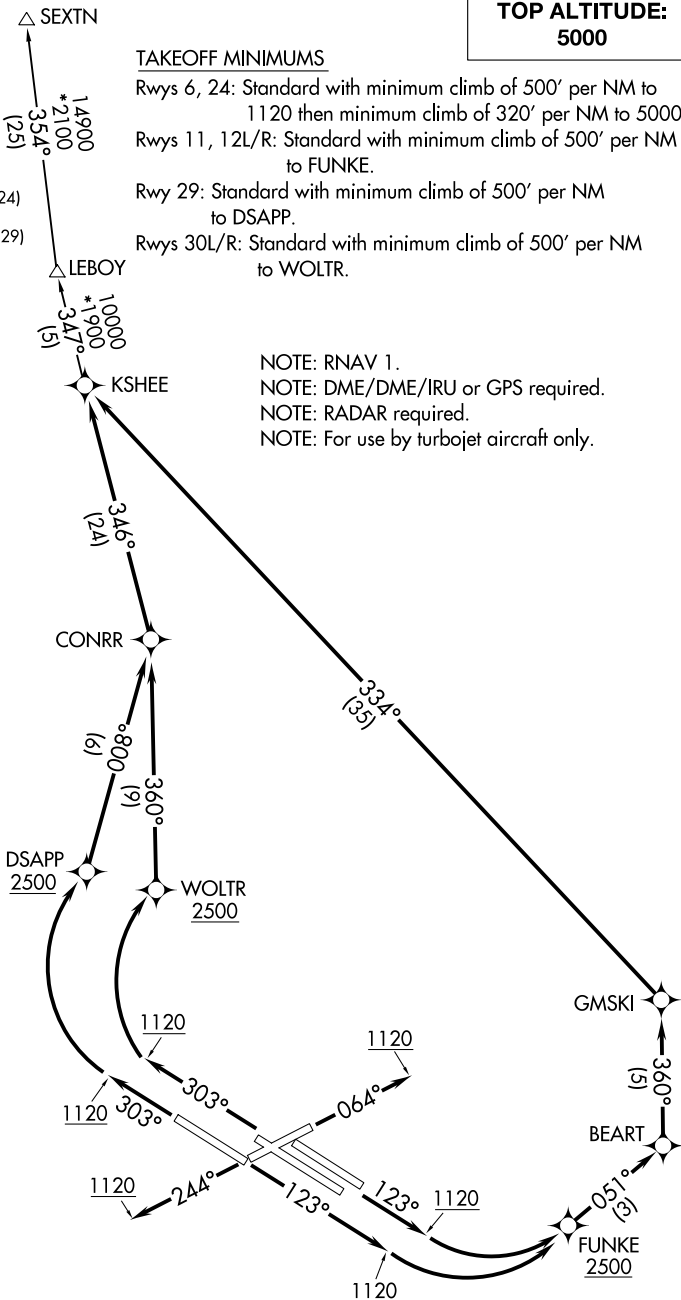 SEXTN
TOP ALTITUDE:
5000
TAKEOFF MINIMUMS
Rwys 6, 24: Standard with minimum climb of 500' per NM to
1120 then minimum climb of 320' per NM to 5000
Rwys 11, 12L/R: Standard with minimum climb of 500' per NM
to FUNKE.
Rwy 29: Standard with minimum climb of 500' per NM
to DSAPP.
Rwys 30L/R: Standard with minimum climb of 500' per NM
to WOLTR.
14900
*2100
354°
(25)
24)
29)
LEBOY
10000
*1900
347°
(5)
KSHEE
NOTE: RNAV 1.
NOTE: DME/DME/IRU or GPS required.
NOTE: RADAR required.
NOTE: For use by turbojet aircraft only.
346°
(24)
CONRR
334°
(35)
008°
(6)
360°
(9)
DSAPP
2500
WOLTR
2500
GMSKI
1120
1120
360°
(5)
1120
303°
303°
064°
BEART
1120
244°
123°
123°
1120
051°
(3)
FUNKE
2500
1120